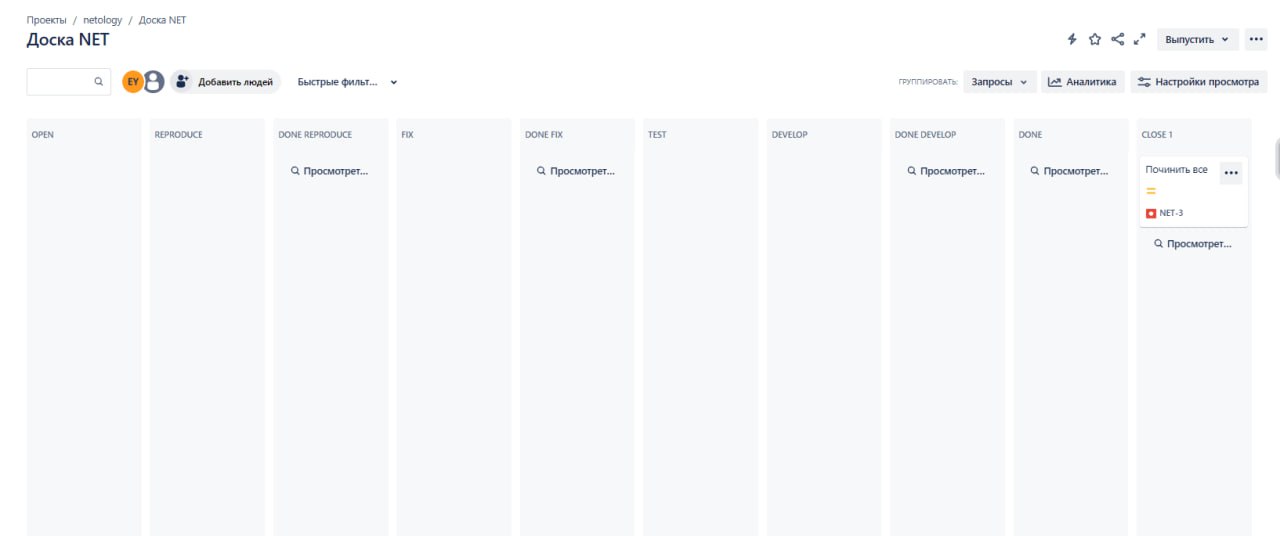 Проекты / netology / Доска NET
Доска NET
Выпустить
EY
Добавить людей
Быстрые фильт...
ГРУППИРОВАТЬ:
Запросы
Аналитика
Настройки просмотра
OPEN
REPRODUCE
DONE REPRODUCE
FIX
DONE FIX
TEST
DEVELOP
DONE DEVELOP
DONE
CLOSE 1
Просмотрет...
Просмотрет...
Просмотрет...
Просмотрет...
Починить все
NET-3
Просмотрет...